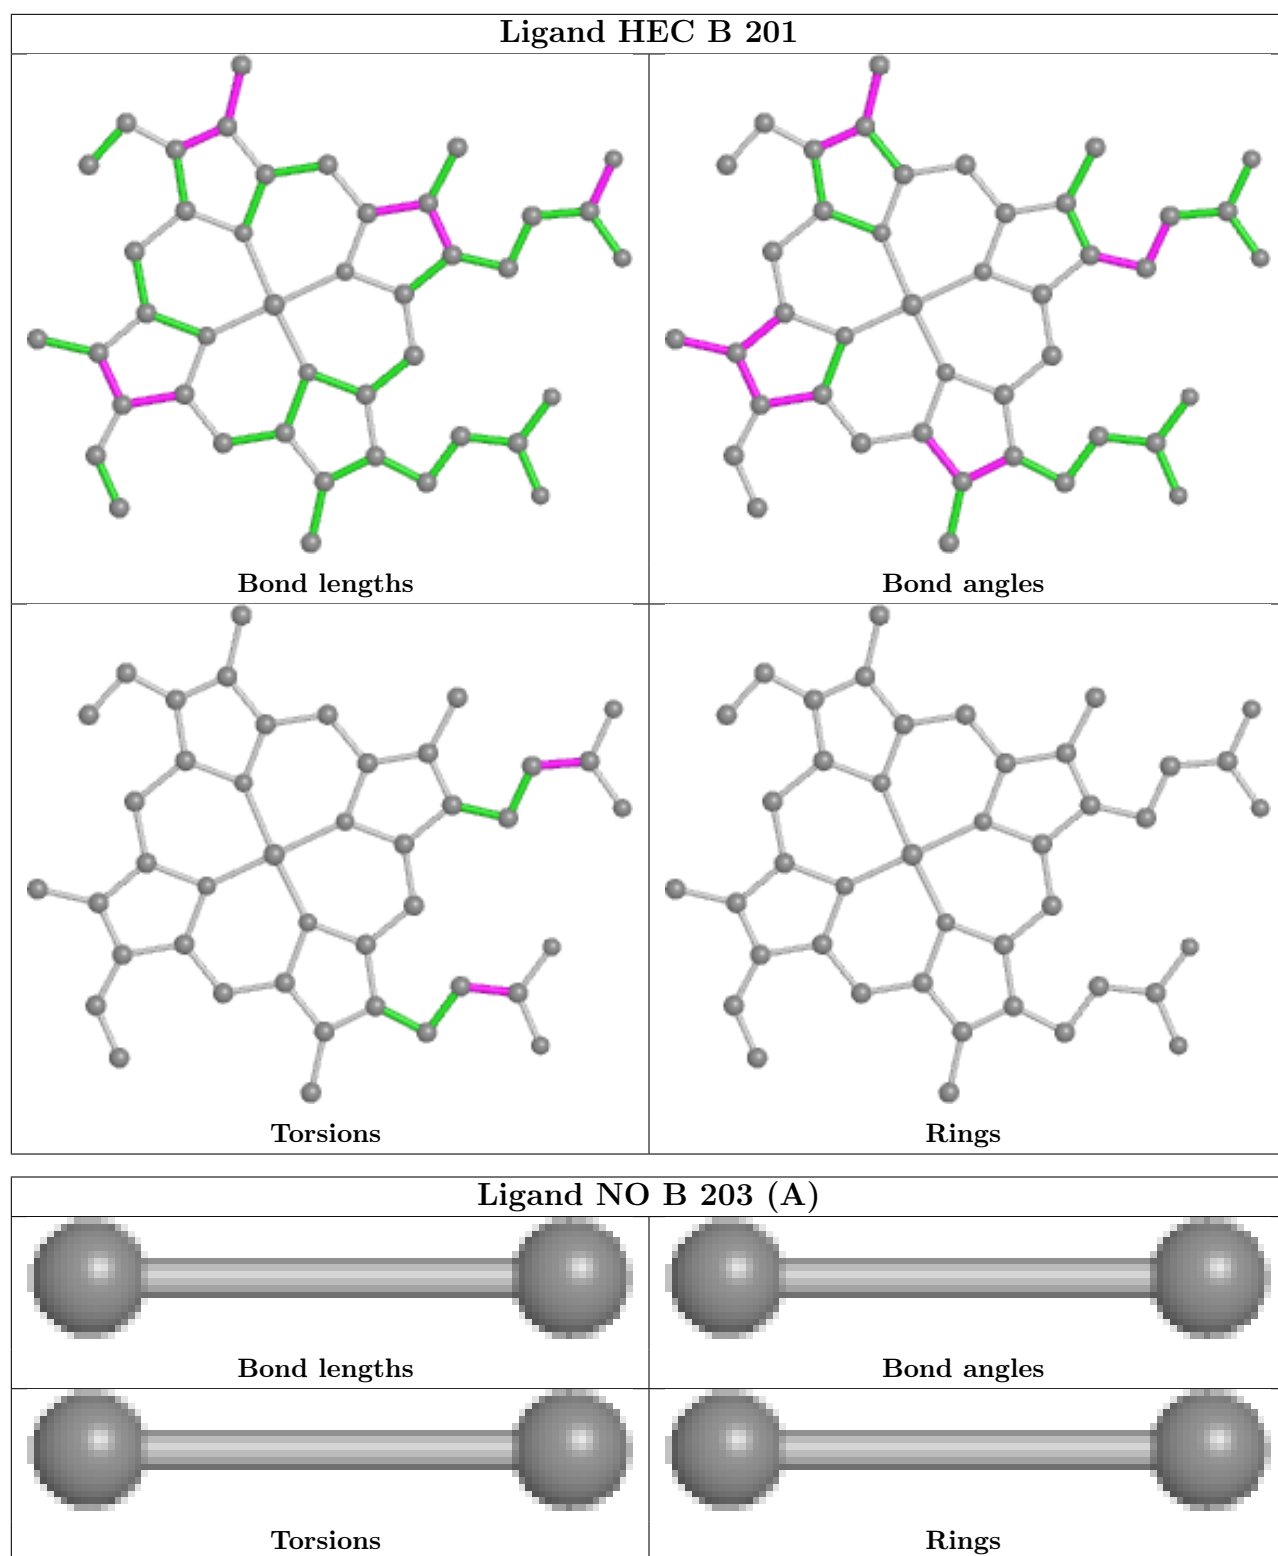 Ligand HEC B 201
Bond lengths
Bond angles
Torsions
Rings
Ligand NO B 203 (A)
Bond lengths
Bond angles
Torsions
Rings